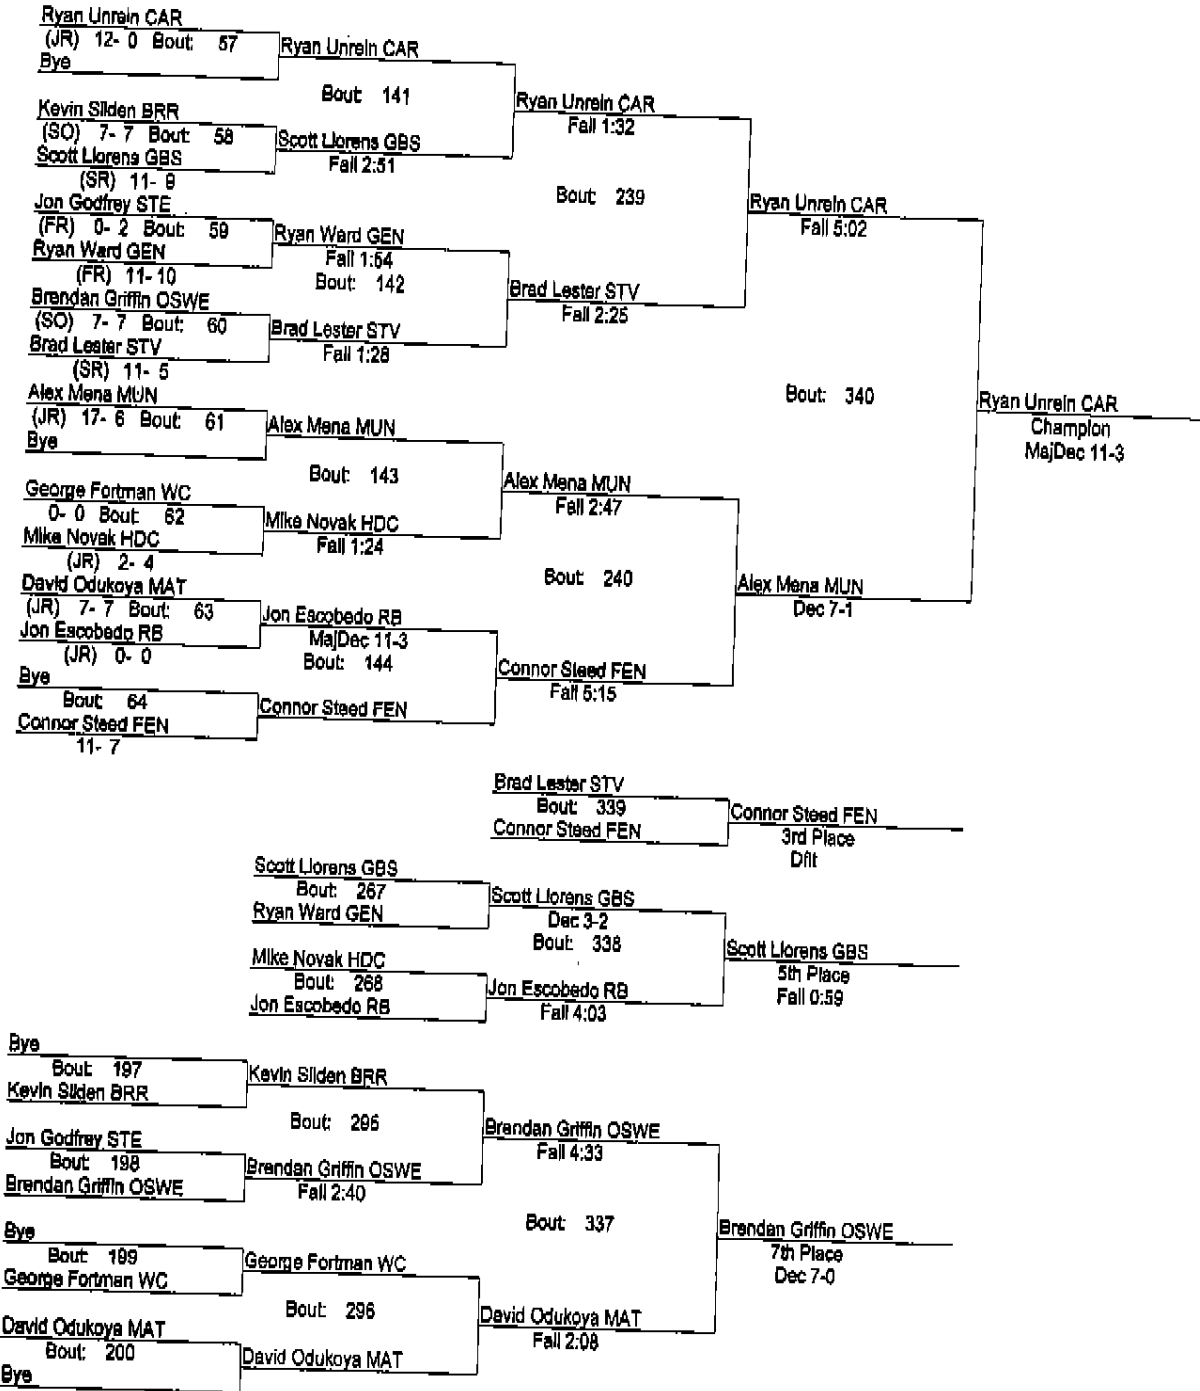 Ryan Unrein CAR
(JR) 12- 0 Bout: 57
Bye
Ryan Unrein CAR
Bout: 141
Kevin Silden BRR
(SO) 7- 7 Bout: 58
Scott Llorens GBS
(SR) 11- 9
Scott Llorens GBS
Fall 2:51
Ryan Unrein CAR
Fall 1:32
Bout: 239
Jon Godfrey STE
(FR) 0- 2 Bout: 59
Ryan Ward GEN
(FR) 11- 10
Ryan Ward GEN
Fall 1:54
Bout: 142
Brendan Griffin OSWE
(SO) 7- 7 Bout: 60
Brad Lester STV
(SR) 11- 5
Brad Lester STV
Fall 1:28
Brad Lester STV
Fall 2:25
Ryan Unrein CAR
Fall 5:02
Bout: 340
Ryan Unrein CAR
Champion
MajDec 11-3
Alex Mena MUN
(JR) 17- 6 Bout: 61
Bye
Alex Mena MUN
Bout: 143
George Fortman WC
0- 0 Bout: 62
Mike Novak HDC
(JR) 2- 4
Mike Novak HDC
Fall 1:24
Alex Mena MUN
Fall 2:47
Bout: 240
Alex Mena MUN
Dec 7-1
David Odukoya MAT
(JR) 7- 7 Bout: 63
Jon Escobedo RB
(JR) 0- 0
Jon Escobedo RB
MajDec 11-3
Bout: 144
Bye
Bout: 64
Connor Steed FEN
11- 7
Connor Steed FEN
Connor Steed FEN
Fall 5:15
Brad Lester STV
Bout: 339
Connor Steed FEN
Connor Steed FEN
3rd Place
Dflt
Scott Llorens GBS
Bout: 267
Ryan Ward GEN
Scott Llorens GBS
Dec 3-2
Bout: 338
Mike Novak HDC
Bout: 268
Jon Escobedo RB
Jon Escobedo RB
Fall 4:03
Scott Llorens GBS
5th Place
Fall 0:59
Bye
Bout: 197
Kevin Silden BRR
Kevin Silden BRR
Bout: 295
Jon Godfrey STE
Bout: 198
Brendan Griffin OSWE
Brendan Griffin OSWE
Fall 2:40
Brendan Griffin OSWE
Fall 4:33
Bout: 337
Brendan Griffin OSWE
7th Place
Dec 7-0
Bye
Bout: 199
George Fortman WC
George Fortman WC
Bout: 296
David Odukoya MAT
Bout: 200
Bye
David Odukoya MAT
David Odukoya MAT
Fall 2:08